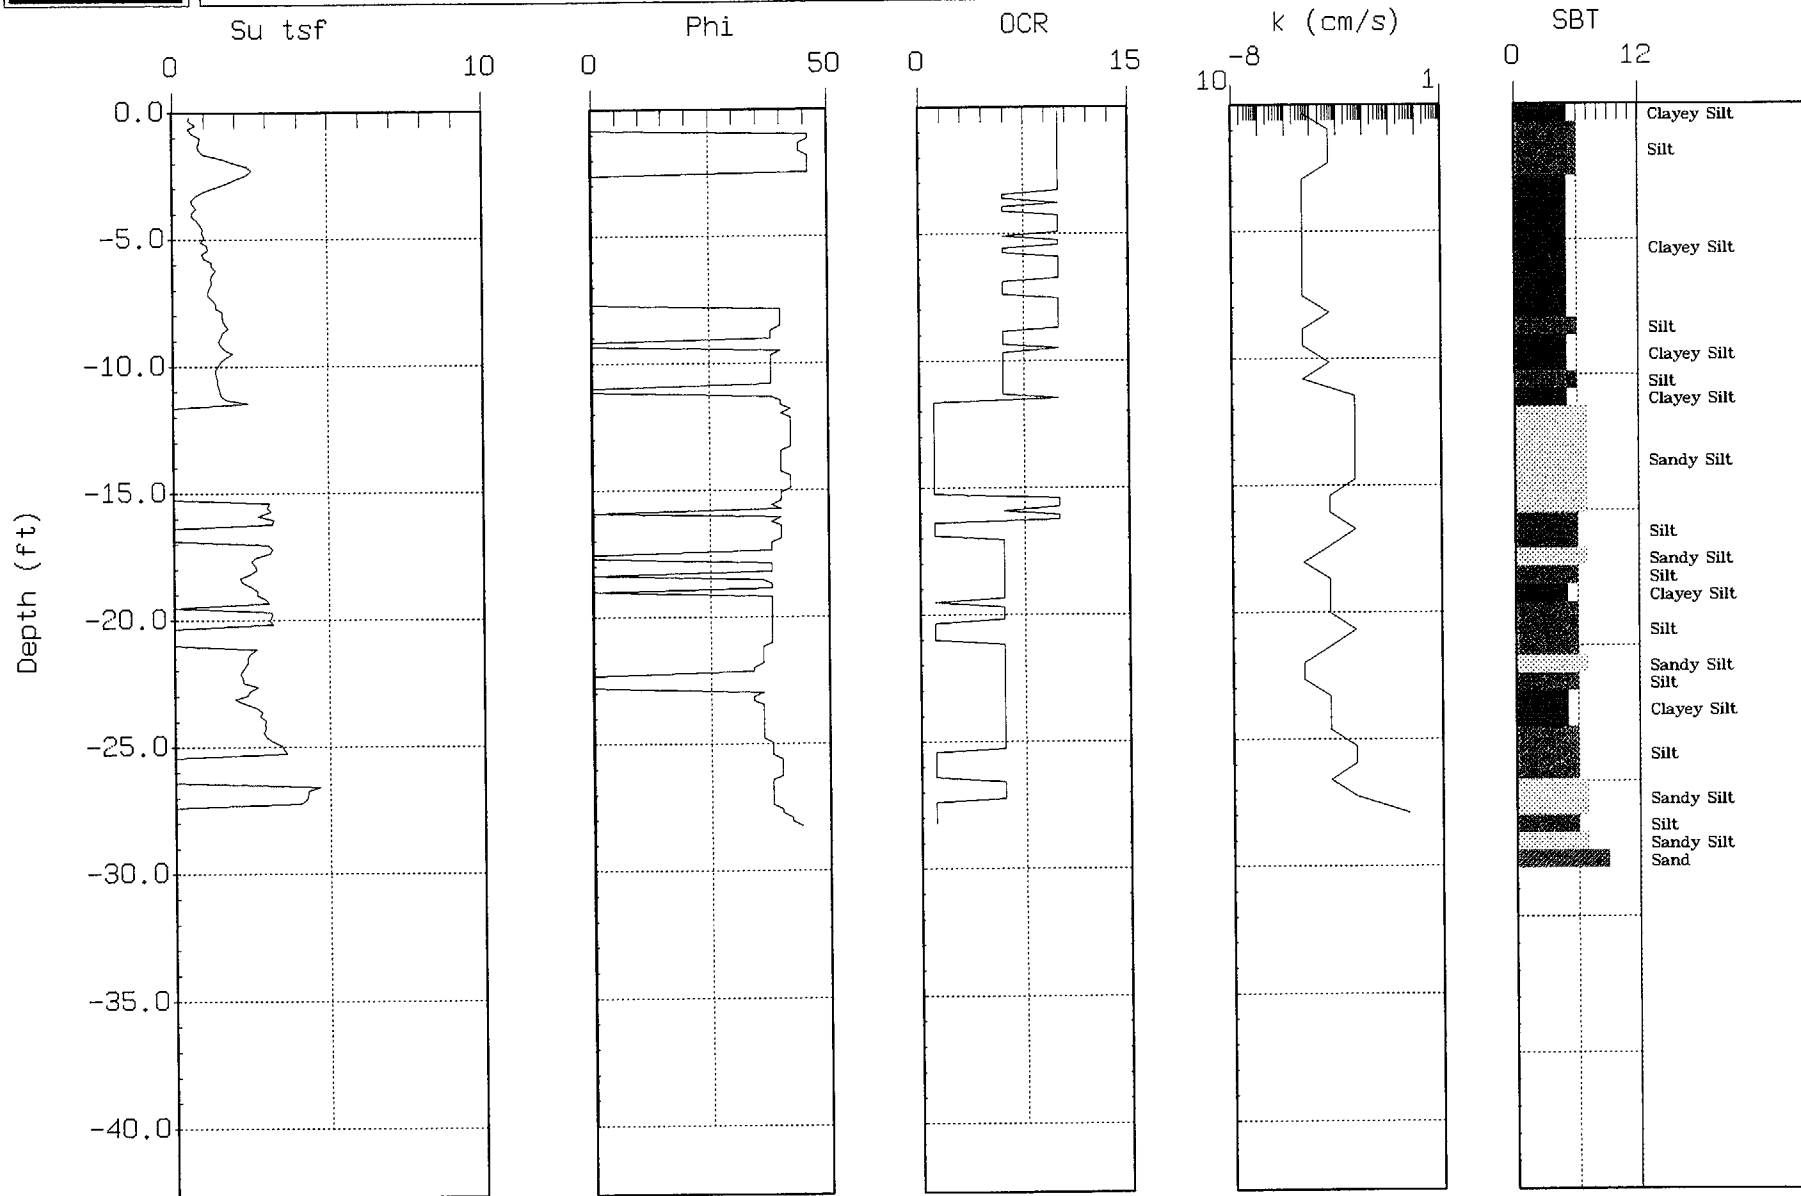 Su tsf
0 10
Phi
0 50
OCR
0 15
k (cm/s)
10 -8 1
SBT
0 12
Depth (ft)
0.0
-5.0
-10.0
-15.0
-20.0
-25.0
-30.0
-35.0
-40.0
Clayey Silt
Silt
Clayey Silt
Silt
Clayey Silt
Silt
Clayey Silt
Sandy Silt
Silt
Sandy Silt
Silt
Clayey Silt
Silt
Sandy Silt
Silt
Clayey Silt
Silt
Sandy Silt
Silt
Sandy Silt
Sand